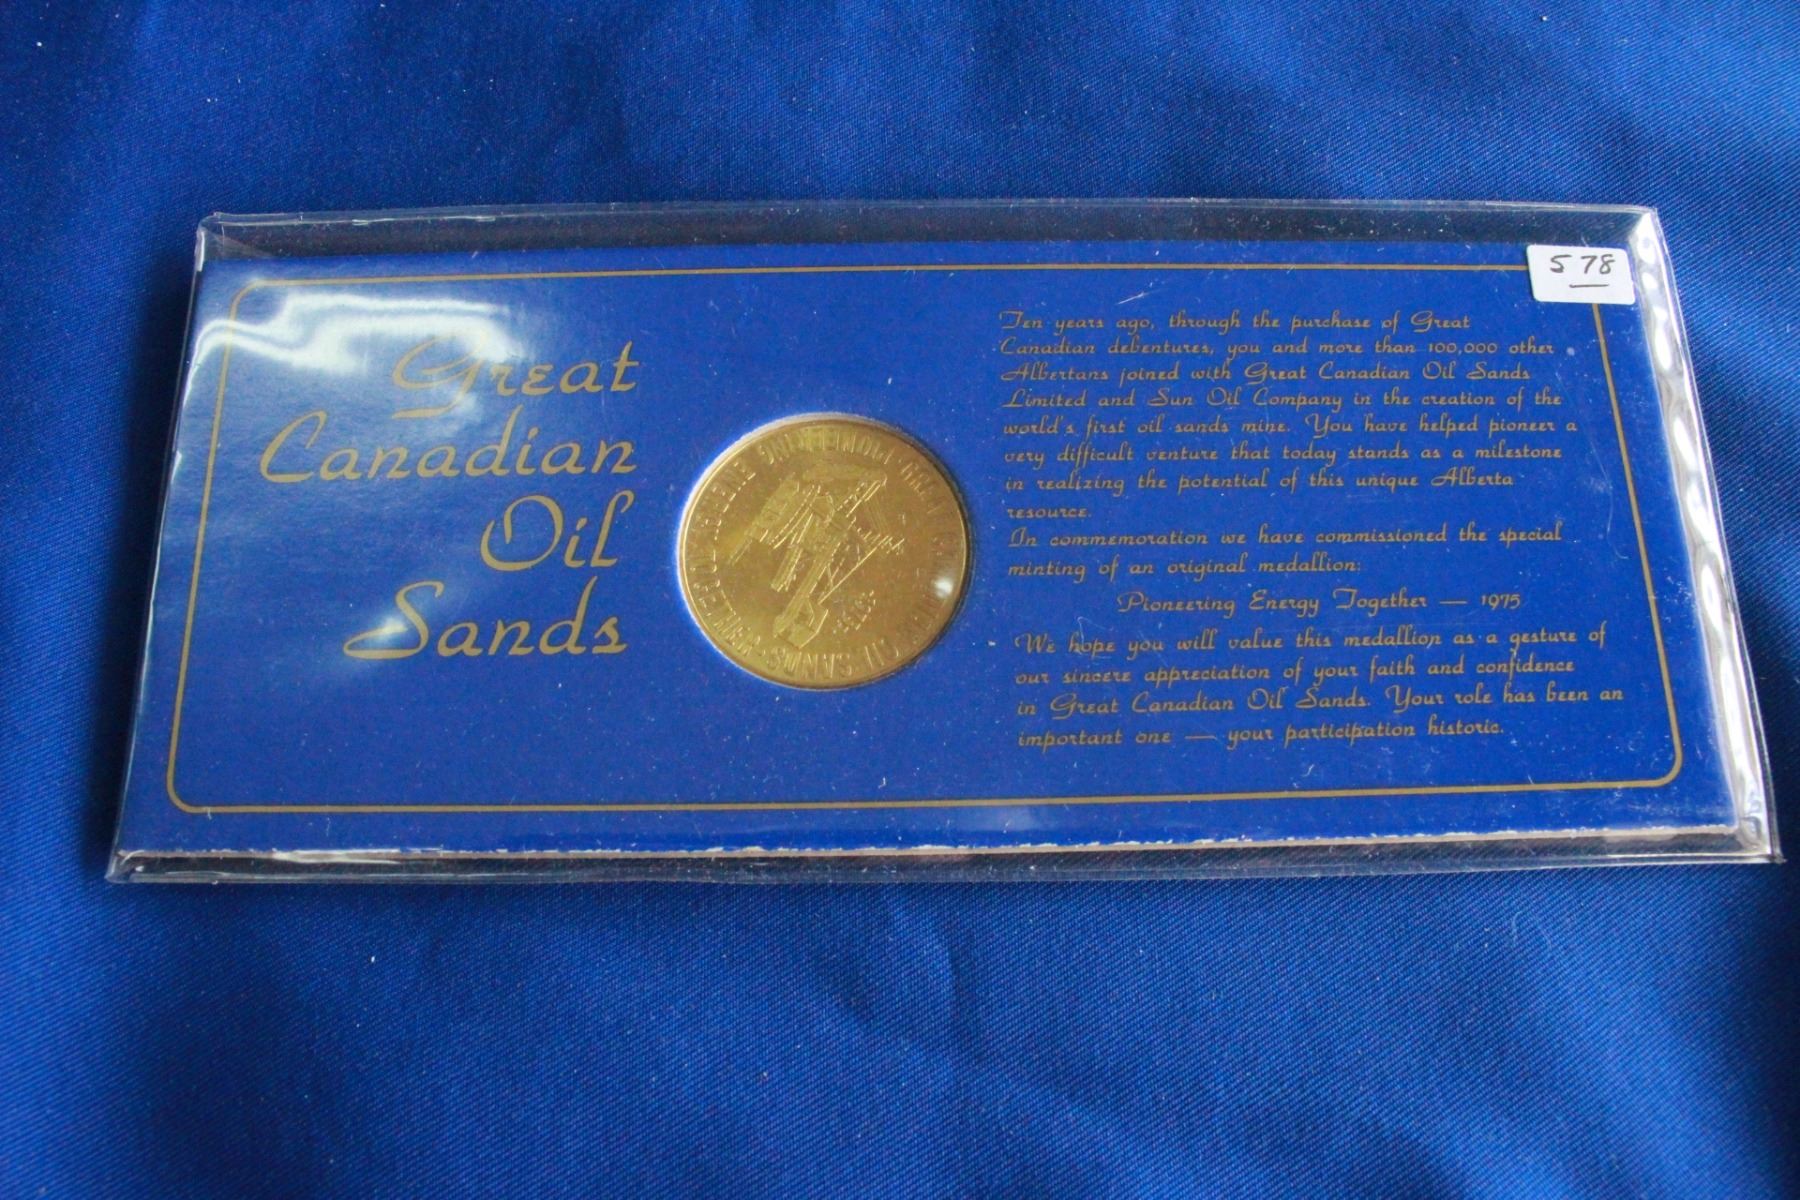 Great
Canadian
Oil
Sands
578
Ten years ago, through the purchase of Great
Canadian debentures, you and more than 100,000 other
Albertans joined with Great Canadian Oil Sands
Limited and Sun Oil Company in the creation of the
world's first oil sands mine. You have helped pioneer a
very difficult venture that today stands as a milestone
in realizing the potential of this unique Alberta
resource.
In commemoration we have commissioned the special
minting of an original medallion:
Pioneering Energy Together — 1975
We hope you will value this medallion as a gesture of
our sincere appreciation of your faith and confidence
in Great Canadian Oil Sands. Your role has been an
important one — your participation historic.
OIL SANDS